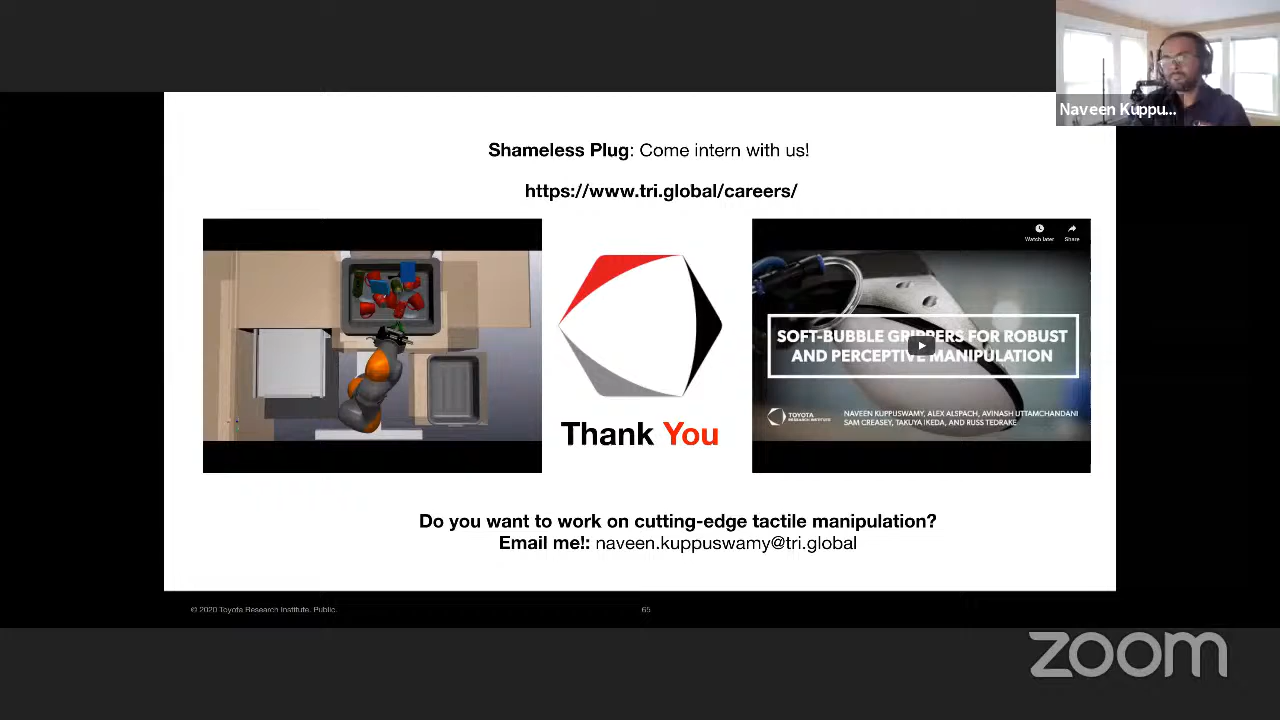 Naveen Kuppu...
Shameless Plug: Come intern with us!
https://www.tri.global/careers/
Watch later
Share
SOFT-BUBBLE GRIPPERS FOR ROBUST
AND PERCEPTIVE MANIPULATION
TOYOTA
RESEARCH INSTITUTE
NAVEEN KUPPUSWAMY, ALEX ALSPACH, AVINASH UTTAMCHANDANI
SAM CREASEY, TAKUYA IKEDA, AND RUSS TEDRAKE
Thank You
Do you want to work on cutting-edge tactile manipulation?
Email me!: naveen.kuppuswamy@tri.global
© 2020 Toyota Research Institute. Public.
65
zoom